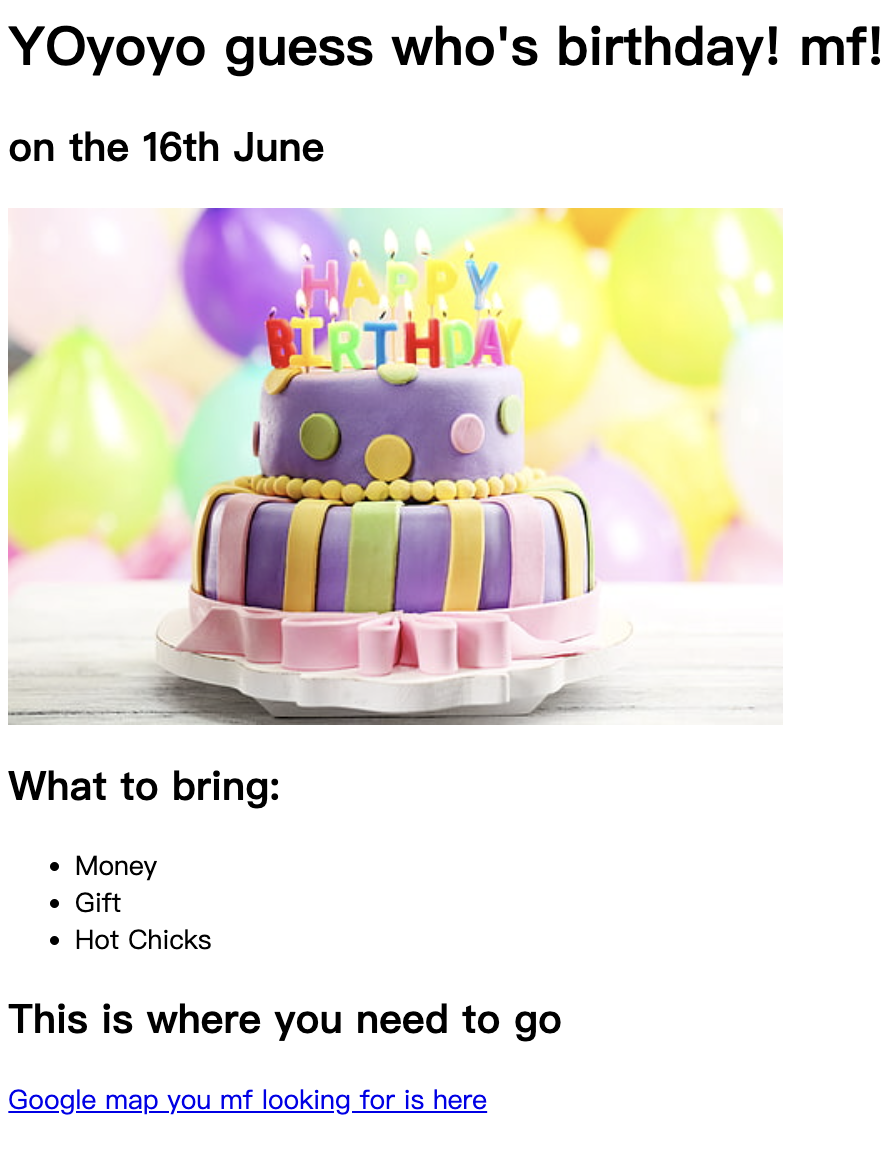 YOyoyo guess who's birthday! mf!
on the 16th June
HAPPY
BIRTHDAY
What to bring:
Money
Gift
Hot Chicks
This is where you need to go
Google map you mf looking for is here